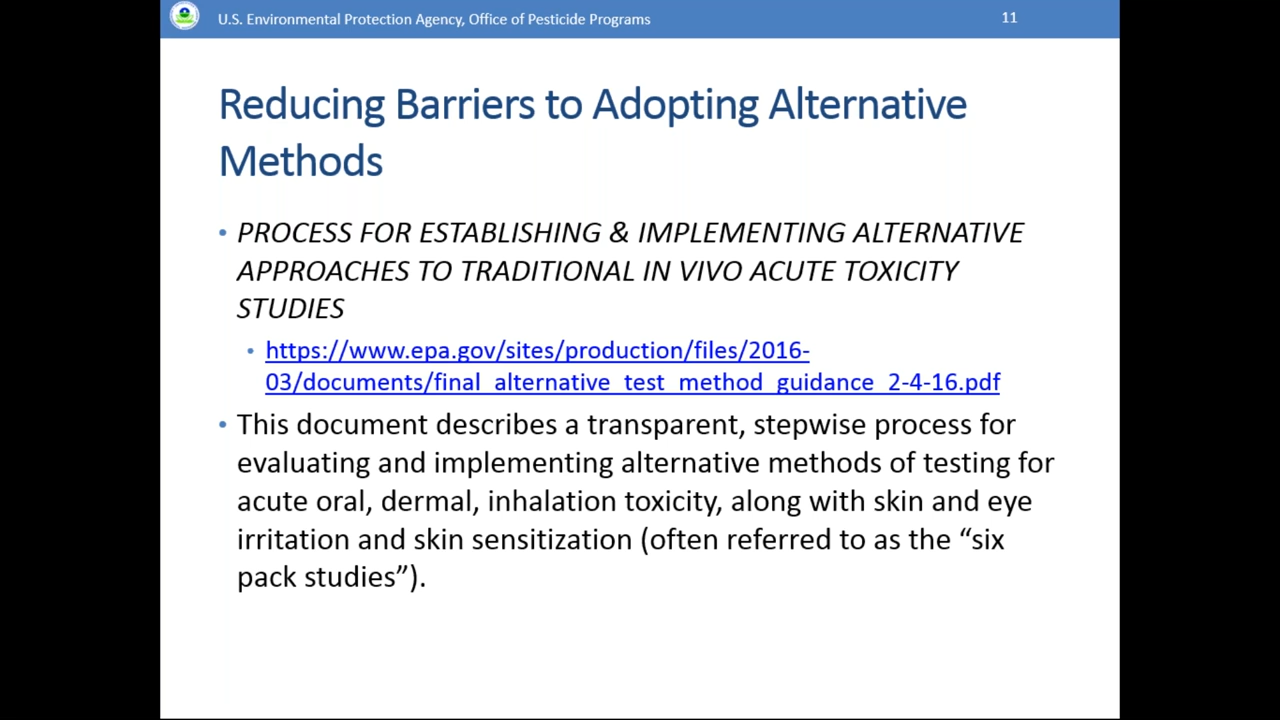 U.S. Environmental Protection Agency, Office of Pesticide Programs
11
Reducing Barriers to Adopting Alternative
Methods
• PROCESS FOR ESTABLISHING & IMPLEMENTING ALTERNATIVE
APPROACHES TO TRADITIONAL IN VIVO ACUTE TOXICITY
STUDIES
• https://www.epa.gov/sites/production/files/2016-
03/documents/final_alternative_test_method_guidance_2-4-16.pdf
• This document describes a transparent, stepwise process for
evaluating and implementing alternative methods of testing for
acute oral, dermal, inhalation toxicity, along with skin and eye
irritation and skin sensitization (often referred to as the “six
pack studies”).